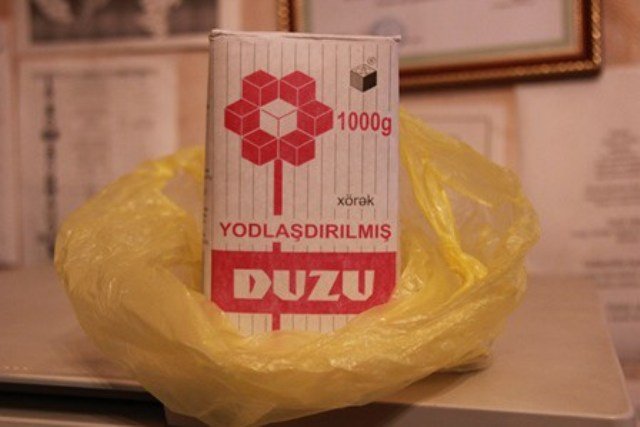 ®
1000g
xörək
YODLAŞDIRILMIŞ
DUZU